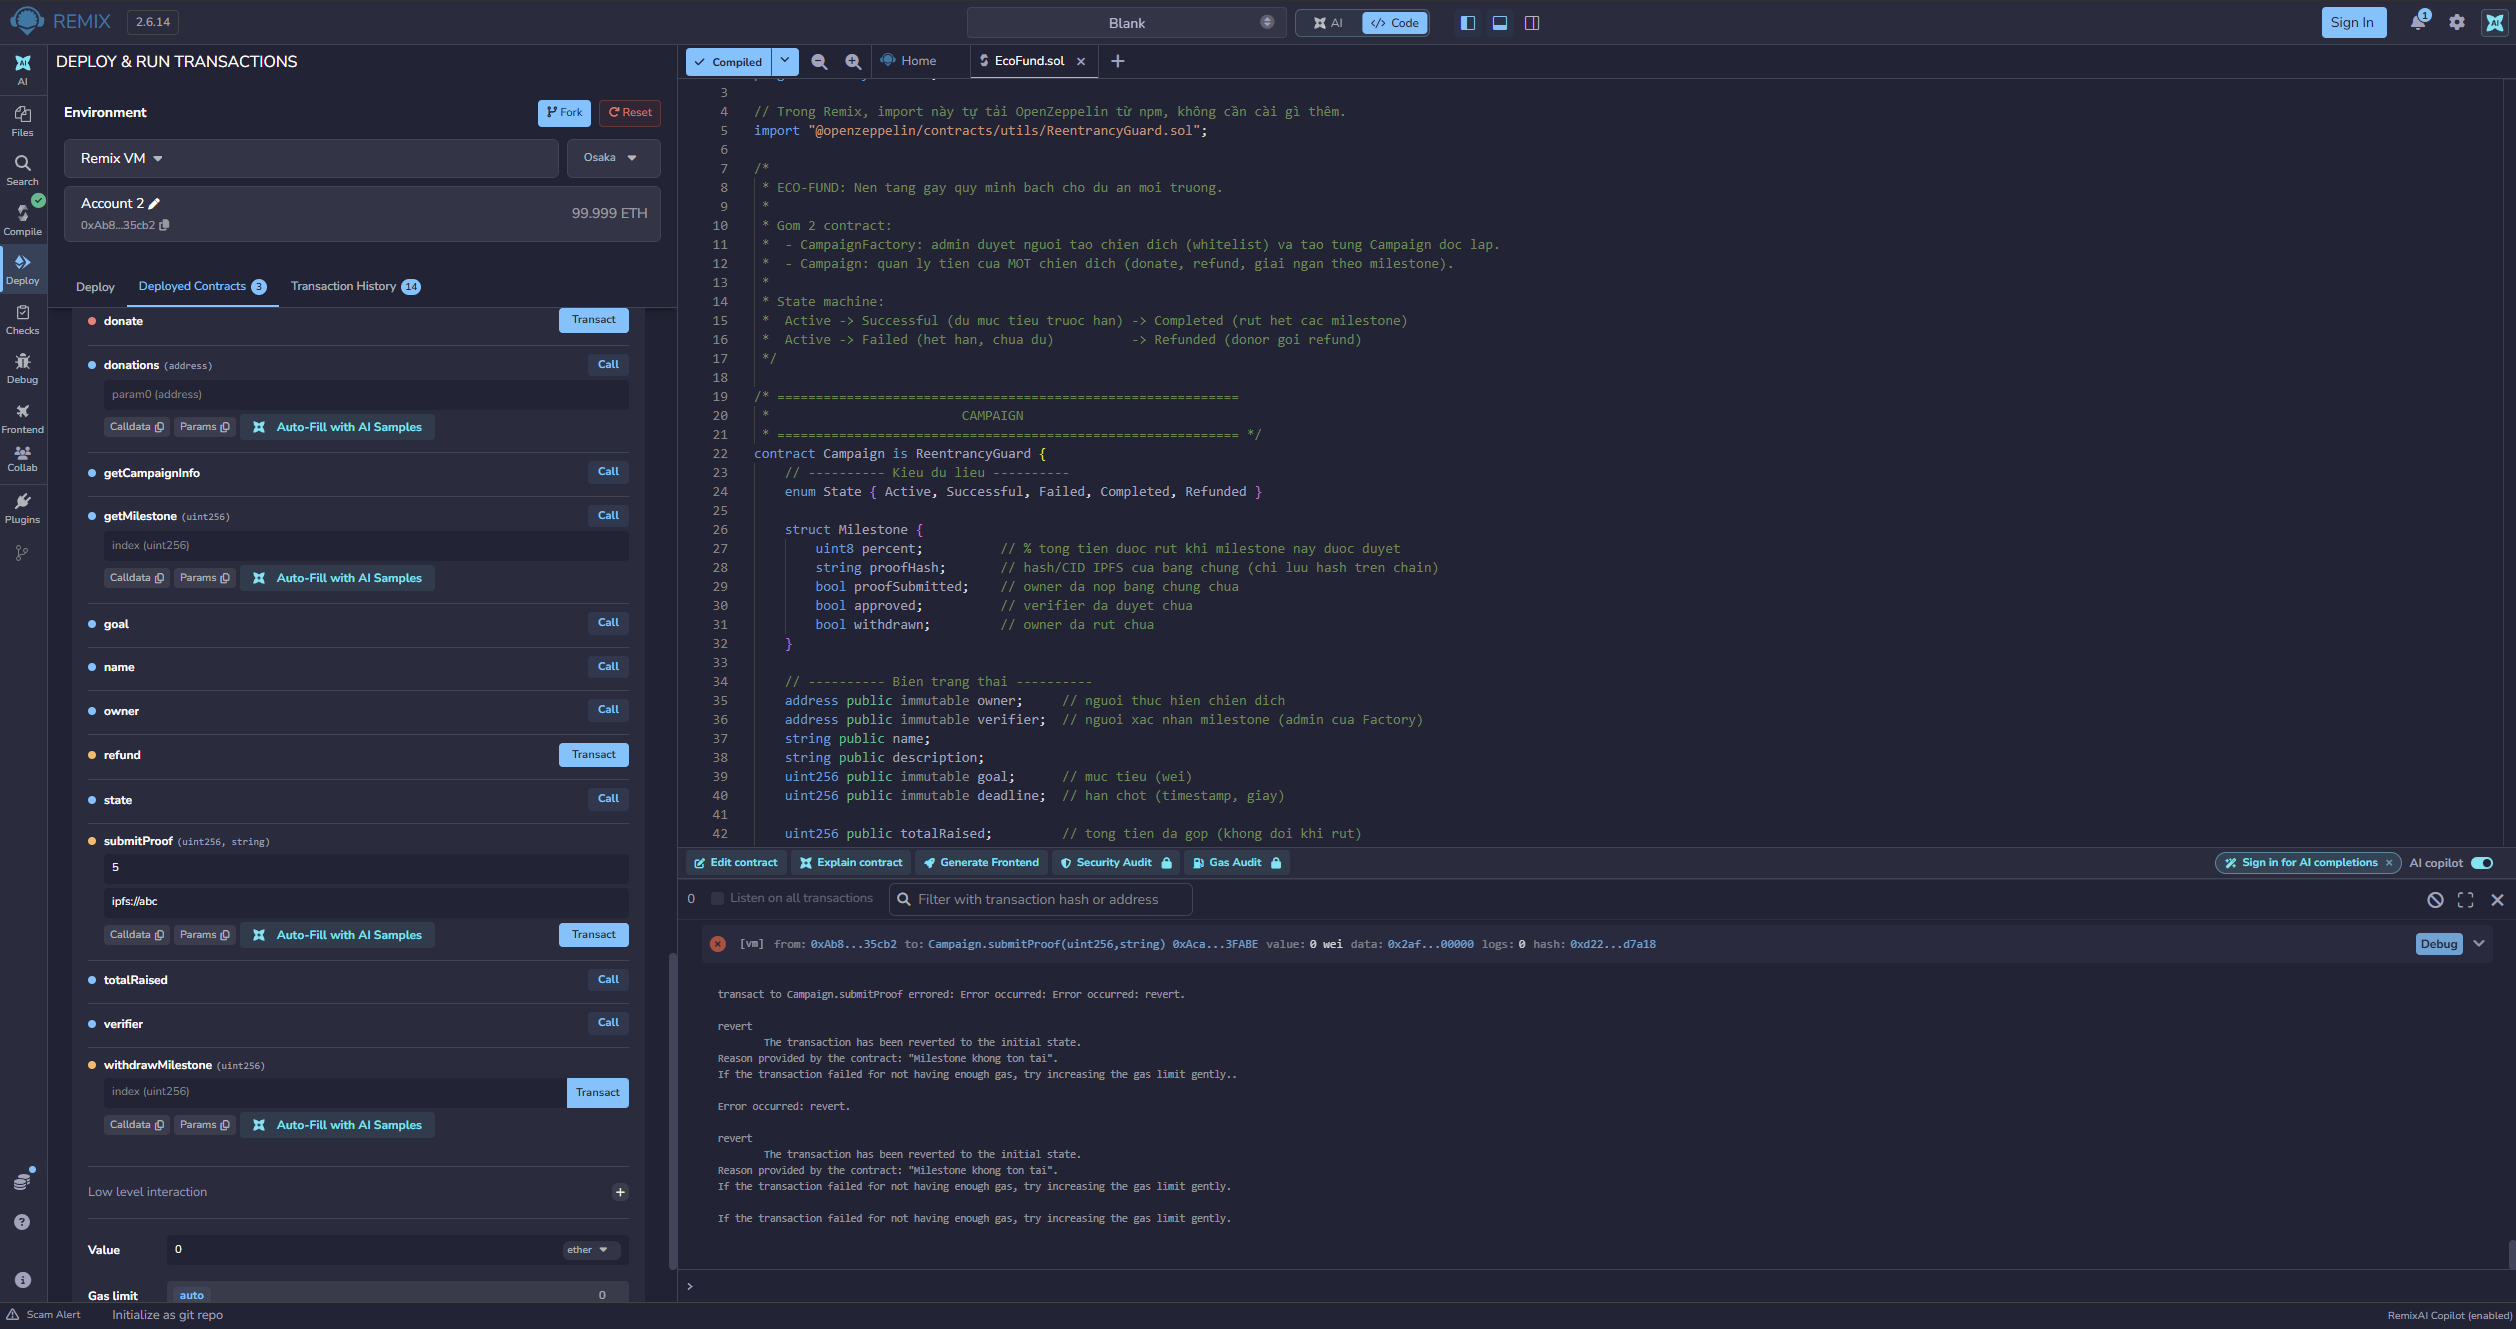 REMIX
2.6.14
Blank
AI
Code
Sign In
1
AI
AI
AI
Files
Search
Compile
Deploy
Checks
Debug
Frontend
Collab
Plugins
DEPLOY & RUN TRANSACTIONS
Environment
Fork
Reset
Remix VM
Osaka
Account 2
0xAb8...35cb2
99.999 ETH
Deploy
Deployed Contracts 3
Transaction History 14
donate
Transact
donations (address)
Call
param0 (address)
Calldata
Params
Auto-Fill with AI Samples
getCampaignInfo
Call
getMilestone (uint256)
Call
index (uint256)
Calldata
Params
Auto-Fill with AI Samples
goal
Call
name
Call
owner
Call
refund
Transact
state
Call
submitProof (uint256, string)
5
ipfs://abc
Calldata
Params
Auto-Fill with AI Samples
Transact
totalRaised
Call
verifier
Call
withdrawMilestone (uint256)
index (uint256)
Transact
Calldata
Params
Auto-Fill with AI Samples
Low level interaction
+
Value
0
ether
Gas limit
auto
0
Compiled
Home
EcoFund.sol
3
4 // Trong Remix, import này tự tải OpenZeppelin từ npm, không cần cài gì thêm.
5 import "@openzeppelin/contracts/utils/ReentrancyGuard.sol";
6
7 /*
8 * ECO-FUND: Nen tang gay quy minh bach cho du an moi truong.
9 *
10 * Gom 2 contract:
11 * - CampaignFactory: admin duyet nguoi tao chien dich (whitelist) va tao tung Campaign doc lap.
12 * - Campaign: quan ly tien cua MOT chien dich (donate, refund, giai ngan theo milestone).
13 *
14 * State machine:
15 * Active -> Successful (du muc tieu truoc han) -> Completed (rut het cac milestone)
16 * Active -> Failed (het han, chua du) -> Refunded (donor goi refund)
17 */
18
19 /* ============================================================
20 * CAMPAIGN
21 * ============================================================ */
22 contract Campaign is ReentrancyGuard {
23 // ---------- Kieu du lieu ----------
24 enum State { Active, Successful, Failed, Completed, Refunded }
25
26 struct Milestone {
27 uint8 percent; // % tong tien duoc rut khi milestone nay duoc duyet
28 string proofHash; // hash/CID IPFS cua bang chung (chi luu hash tren chain)
29 bool proofSubmitted; // owner da nop bang chung chua
30 bool approved; // verifier da duyet chua
31 bool withdrawn; // owner da rut chua
32 }
33
34 // ---------- Bien trang thai ----------
35 address public immutable owner; // nguoi thuc hien chien dich
36 address public immutable verifier; // nguoi xac nhan milestone (admin cua Factory)
37 string public name;
38 string public description;
39 uint256 public immutable goal; // muc tieu (wei)
40 uint256 public immutable deadline; // han chot (timestamp, giay)
41
42 uint256 public totalRaised; // tong tien da gop (khong doi khi rut)
Edit contract
Explain contract
Generate Frontend
Security Audit
Gas Audit
Sign in for AI completions ×
AI copilot
0
Listen on all transactions
Filter with transaction hash or address
[vm] from: 0xAb8...35cb2 to: Campaign.submitProof(uint256,string) 0xAca...3FABE value: 0 wei data: 0x2af...00000 logs: 0 hash: 0xd22...d7a18
Debug
transact to Campaign.submitProof errored: Error occurred: Error occurred: revert.
revert
The transaction has been reverted to the initial state.
Reason provided by the contract: "Milestone khong ton tai".
If the transaction failed for not having enough gas, try increasing the gas limit gently..
Error occurred: revert.
revert
The transaction has been reverted to the initial state.
Reason provided by the contract: "Milestone khong ton tai".
If the transaction failed for not having enough gas, try increasing the gas limit gently.
If the transaction failed for not having enough gas, try increasing the gas limit gently.
>
Scam Alert
Initialize as git repo
RemixAI Copilot (enabled)